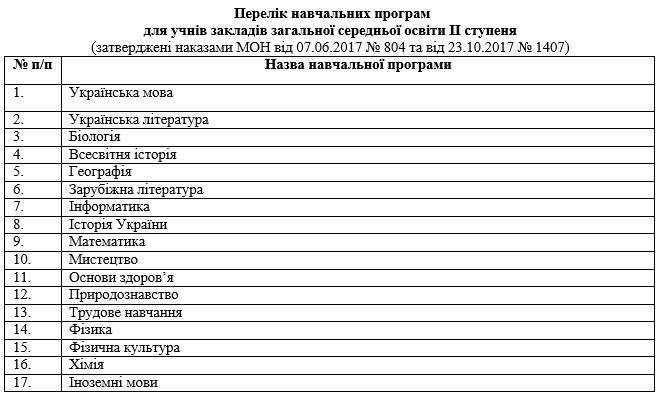 Перелік навчальних програм
для учнів закладів загальної середньої освіти ІІ ступеня
(затверджені наказами МОН від 07.06.2017 № 804 та від 23.10.2017 № 1407)
№ п/п Назва навчальної програми
1. Українська мова
2. Українська література
3. Біологія
4. Всесвітня історія
5. Географія
6. Зарубіжна література
7. Інформатика
8. Історія України
9. Математика
10. Мистецтво
11. Основи здоров’я
12. Природознавство
13. Трудове навчання
14. Фізика
15. Фізична культура
16. Хімія
17. Іноземні мови